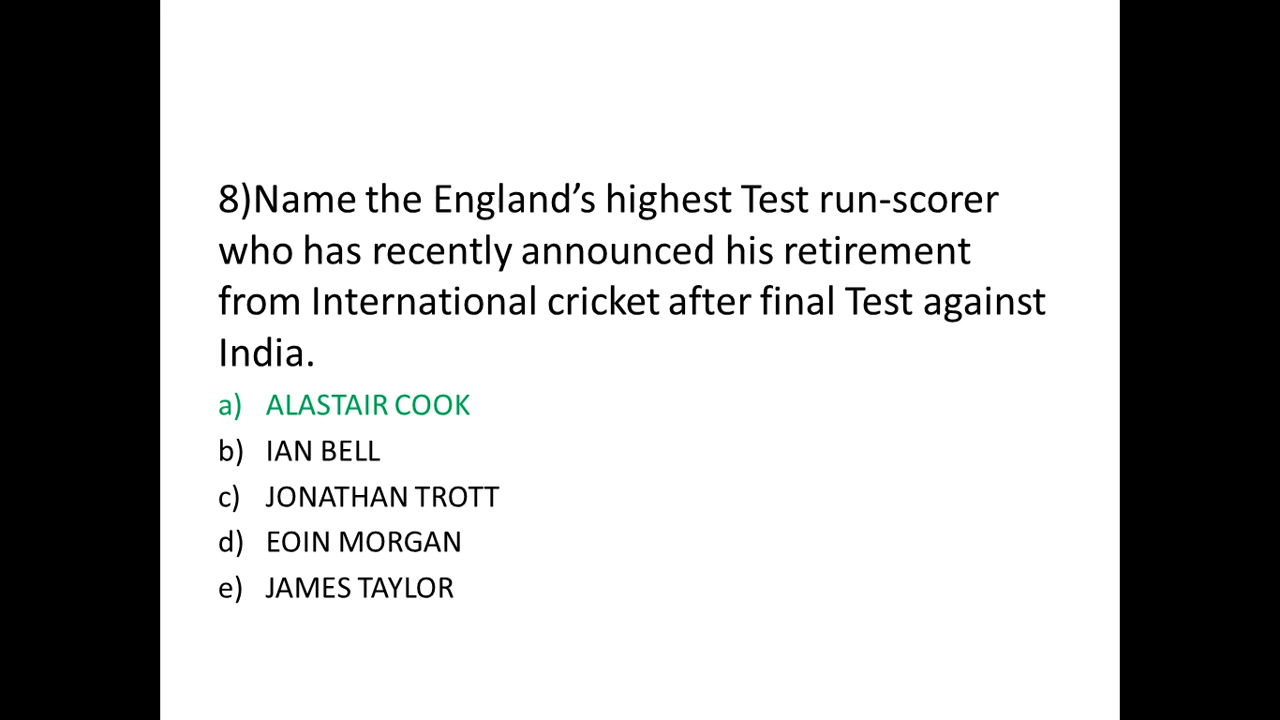 8)Name the England’s highest Test run-scorer
who has recently announced his retirement
from International cricket after final Test against
India.
a) ALASTAIR COOK
b) IAN BELL
c) JONATHAN TROTT
d) EOIN MORGAN
e) JAMES TAYLOR